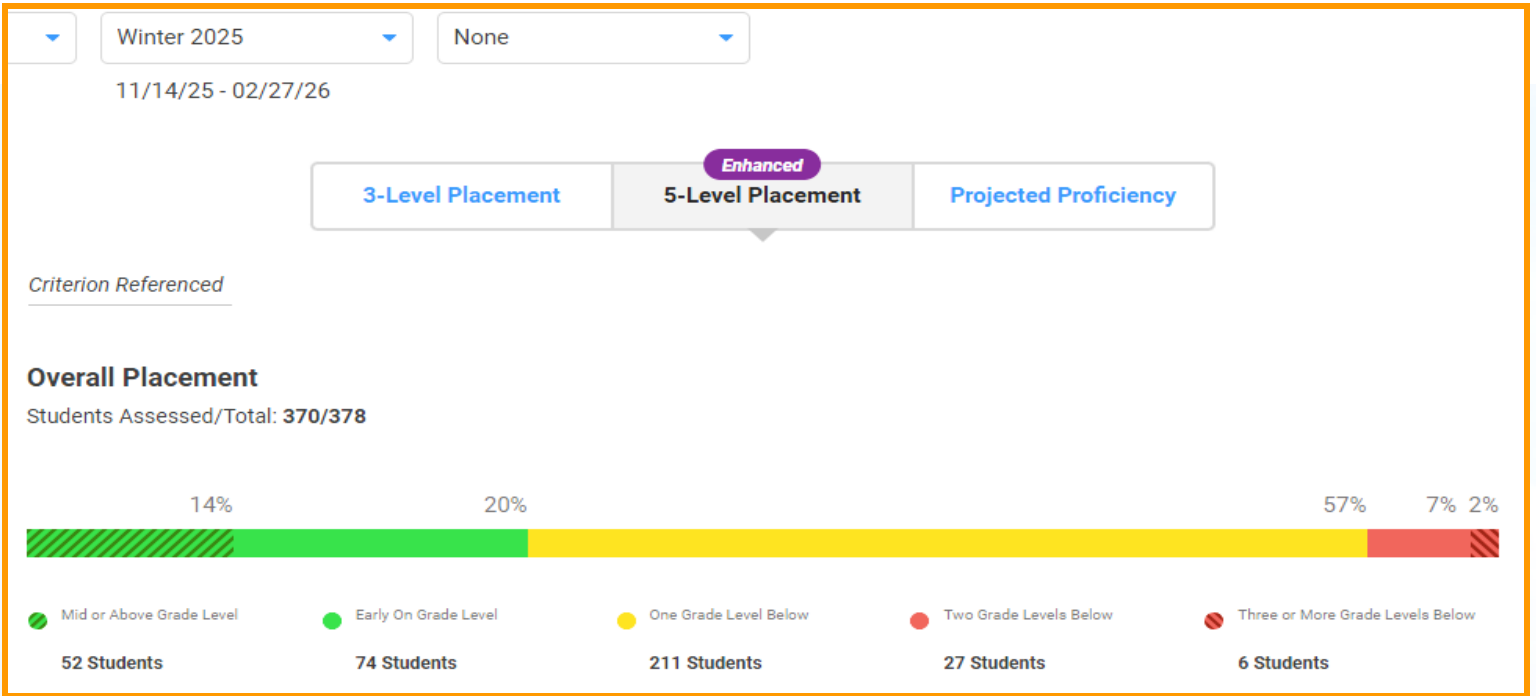 Winter 2025 None
11/14/25 - 02/27/26
Enhanced
3-Level Placement 5-Level Placement Projected Proficiency
Criterion Referenced
Overall Placement
Students Assessed/Total: 370/378
14% 20% 57% 7% 2%
Mid or Above Grade Level Early On Grade Level One Grade Level Below Two Grade Levels Below Three or More Grade Levels Below
52 Students 74 Students 211 Students 27 Students 6 Students